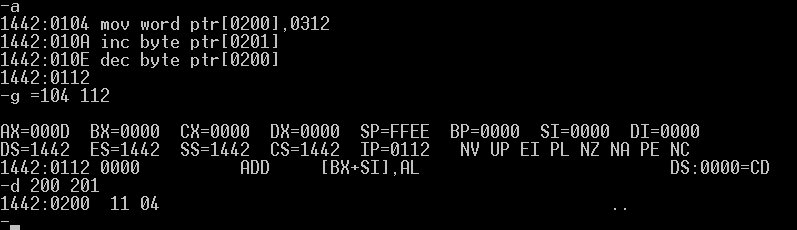 -a
1442:0104 mov word ptr[0200],0312
1442:010A inc byte ptr[0201]
1442:010E dec byte ptr[0200]
1442:0112
-g =104 112

AX=000D  BX=0000  CX=0000  DX=0000  SP=FFEE  BP=0000  SI=0000  DI=0000
DS=1442  ES=1442  SS=1442  CS=1442  IP=0112   NV UP EI PL NZ NA PE NC
1442:0112 0000          ADD     [BX+SI],AL                         DS:0000=CD
-d 200 201
1442:0200  11 04                                                  ..
-_